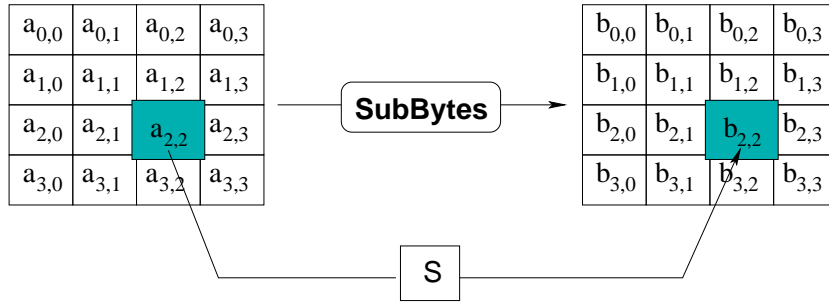 a0,0 a0,1 a0,2 a0,3 b0,0 b0,1 b0,2 b0,3
a1,0 a1,1 a1,2 a1,3 b1,0 b1,1 b1,2 b1,3
SubBytes
a2,0 a2,1 a2,2 a2,3 b2,0 b2,1 b2,2 b2,3
a3,0 a3,1 a3,2 a3,3 b3,0 b3,1 b3,2 b3,3
S